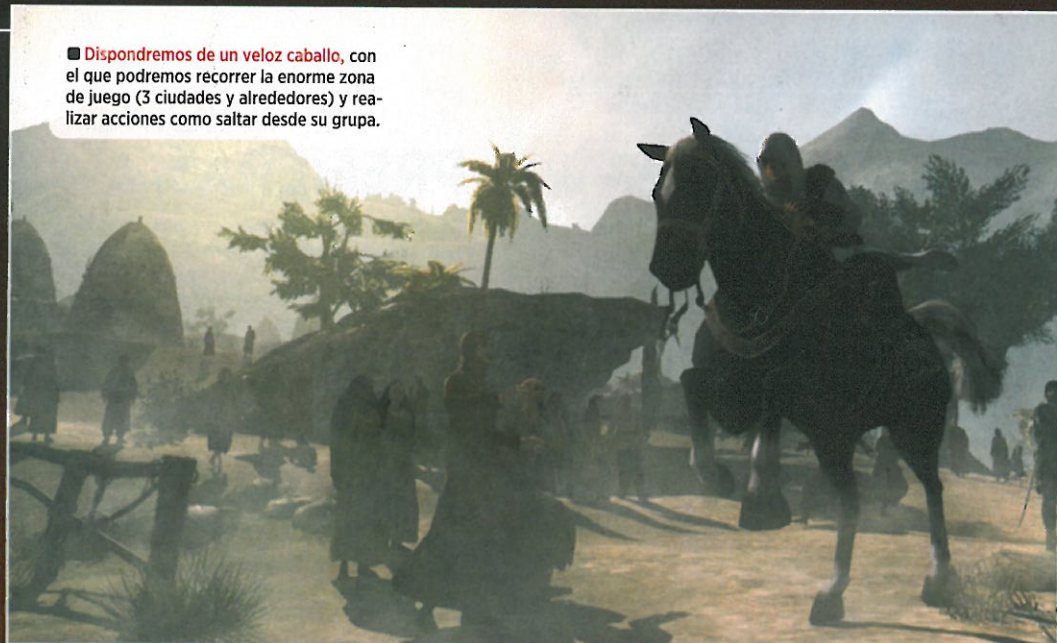 ■ Dispondremos de un veloz caballo, con
el que podremos recorrer la enorme zona
de juego (3 ciudades y alrededores) y rea-
lizar acciones como saltar desde su grupa.